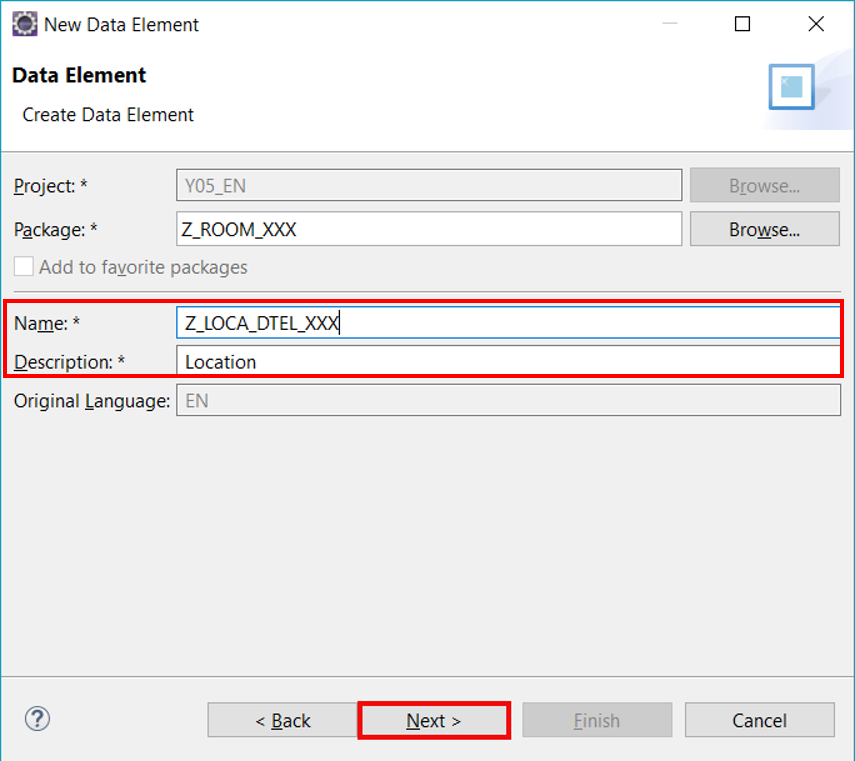 New Data Element
Data Element
Create Data Element
Project: * Y05_EN Browse...
Package: * Z_ROOM_XXX Browse...
Add to favorite packages
Name: * Z_LOCA_DTEL_XXX
Description: * Location
Original Language: EN
? < Back Next > Finish Cancel